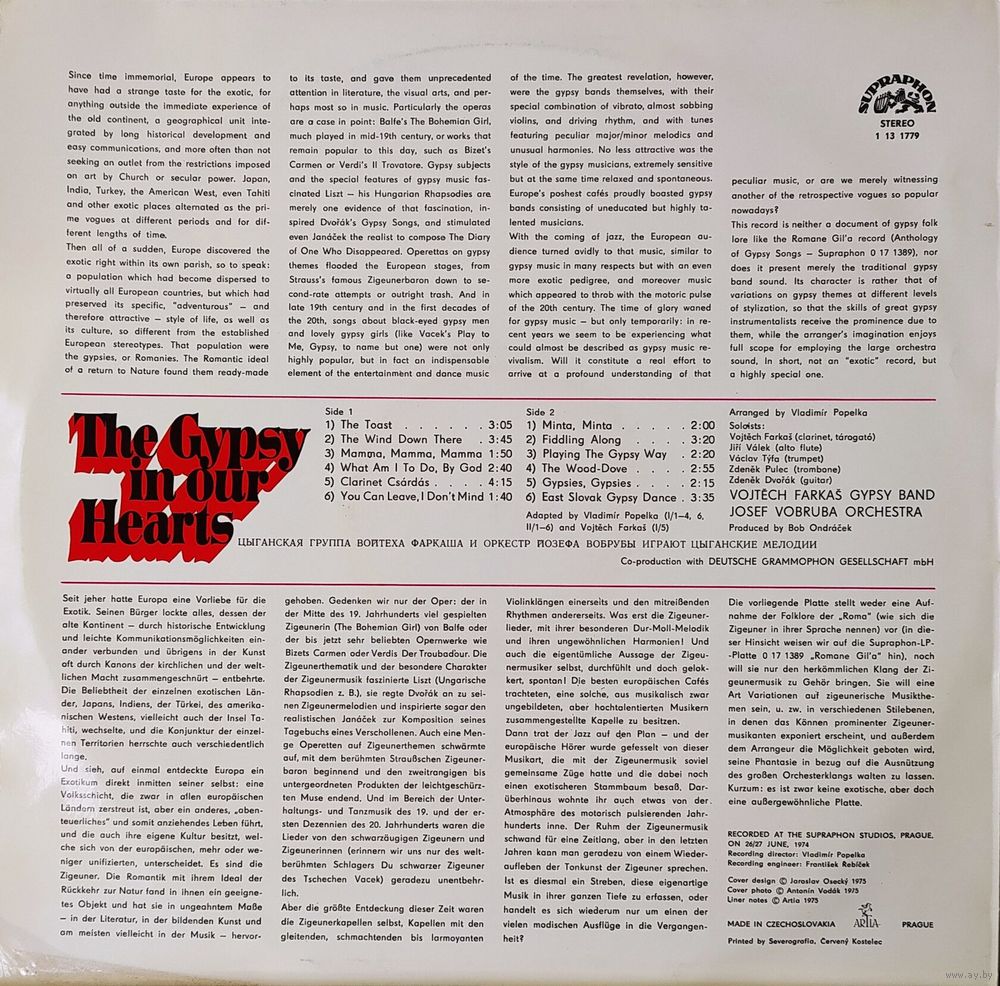 Since time immemorial, Europe appears to
have had a strange taste for the exotic, for
anything outside the immediate experience of
the old continent, a geographical unit inte-
grated by long historical development and
easy communications, and more often than not
seeking an outlet from the restrictions imposed
on art by Church or secular power. Japan,
India, Turkey, the American West, even Tahiti
and other exotic places alternated as the pri-
me vogues at different periods and for dif-
ferent lengths of time.
Then all of a sudden, Europe discovered the
exotic right within its own parish, so to speak:
a population which had become dispersed to
virtually all European countries, but which had
preserved its specific, "adventurous" – and
therefore attractive – style of life, as well as
its culture, so different from the established
European stereotypes. That population were
the gypsies, or Romanies. The Romantic ideal
of a return to Nature found them ready-made
to its taste, and gave them unprecedented
attention in literature, the visual arts, and per-
haps most so in music. Particularly the operas
are a case in point: Balfe's The Bohemian Girl,
much played in mid-19th century, or works that
remain popular to this day, such as Bizet's
Carmen or Verdi's Il Trovatore. Gypsy subjects
and the special features of gypsy music fas-
cinated Liszt – his Hungarian Rhapsodies are
merely one evidence of that fascination, in-
spired Dvořák's Gypsy Songs, and stimulated
even Janáček the realist to compose The Diary
of One Who Disappeared. Operettas on gypsy
themes flooded the European stages, from
Strauss's famous Zigeunerbaron down to se-
cond-rate attempts or outright trash. And in
late 19th century and in the first decades of
the 20th, songs about black-eyed gypsy men
and lovely gypsy girls (like Vacek's Play to
Me, Gypsy, to name but one) were not only
highly popular, but in fact an indispensable
element of the entertainment and dance music
of the time. The greatest revelation, however,
were the gypsy bands themselves, with their
special combination of vibrato, almost sobbing
violins, and driving rhythm, and with tunes
featuring peculiar major/minor melodics and
unusual harmonies. No less attractive was the
style of the gypsy musicians, extremely sensitive
but at the same time relaxed and spontaneous.
Europe's poshest cafés proudly boasted gypsy
bands consisting of uneducated but highly ta-
lented musicians.
With the coming of jazz, the European au-
dience turned avidly to that music, similar to
gypsy music in many respects but with an even
more exotic pedigree, and moreover music
which appeared to throb with the motoric pulse
of the 20th century. The time of glory waned
for gypsy music – but only temporarily: in re-
cent years we seem to be experiencing what
could almost be described as gypsy music re-
vivalism. Will it constitute a real effort to
arrive at a profound understanding of that
SUPRAPHON
STEREO
1 13 1779
peculiar music, or are we merely witnessing
another of the retrospective vogues so popular
nowadays?
This record is neither a document of gypsy folk
lore like the Romane Gil'a record (Anthology
of Gypsy Songs – Supraphon 0 17 1389), nor
does it present merely the traditional gypsy
band sound. Its character is rather that of
variations on gypsy themes at different levels
of stylization, so that the skills of great gypsy
instrumentalists receive the prominence due to
them, while the arranger's imagination enjoys
full scope for employing the large orchestra
sound. In short, not an "exotic" record, but
a highly special one.
The Gypsy
in our
Hearts
Side 1
1) The Toast . . . . . . 3:05
2) The Wind Down There . 3:45
3) Mamma, Mamma, Mamma 1:50
4) What Am I To Do, By God 2:40
5) Clarinet Csárdás . . . . 4:15
6) You Can Leave, I Don't Mind 1:40
Side 2
1) Minta, Minta . . . . . 2:00
2) Fiddling Along . . . . 3:20
3) Playing The Gypsy Way . 2:20
4) The Wood-Dove . . . . 2:55
5) Gypsies, Gypsies . . . . 2:15
6) East Slovak Gypsy Dance . 3:35
Adapted by Vladimír Popelka (I/1–4, 6,
II/1–6) and Vojtěch Farkaš (I/5)
Arranged by Vladimír Popelka
Soloists:
Vojtěch Farkaš (clarinet, tárogató)
Jiří Válek (alto flute)
Václav Týfa (trumpet)
Zdeněk Pulec (trombone)
Zdeněk Dvořák (guitar)
VOJTĚCH FARKAŠ GYPSY BAND
JOSEF VOBRUBA ORCHESTRA
Produced by Bob Ondráček
ЦЫГАНСКАЯ ГРУППА ВОЙТЕХА ФАРКАША И ОРКЕСТР ЙОЗЕФА ВОБРУБЫ ИГРАЮТ ЦЫГАНСКИЕ МЕЛОДИИ
Co-production with DEUTSCHE GRAMMOPHON GESELLSCHAFT mbH
Seit jeher hatte Europa eine Vorliebe für die
Exotik. Seinen Bürger lockte alles, dessen der
alte Kontinent – durch historische Entwicklung
und leichte Kommunikationsmöglichkeiten ein-
ander verbunden und übrigens in der Kunst
oft durch Kanons der kirchlichen und der welt-
lichen Macht zusammengeschnürt – entbehrte.
Die Beliebtheit der einzelnen exotischen Län-
der, Japans, Indiens, der Türkei, des amerika-
nischen Westens, vielleicht auch der Insel Ta-
hiti, wechselte, und die Konjunktur der einzel-
nen Territorien herrschte auch verschiedentlich
lange.
Und sieh, auf einmal entdeckte Europa ein
Exotikum direkt inmitten seiner selbst: eine
Volksschicht, die zwar in allen europäischen
Ländern zerstreut ist, aber ein anderes, „aben-
teuerliches" und somit anziehendes Leben führt,
und die auch ihre eigene Kultur besitzt, wel-
che sich von der europäischen, mehr oder we-
niger unifizierten, unterscheidet. Es sind die
Zigeuner. Die Romantik mit ihrem Ideal der
Rückkehr zur Natur fand in ihnen ein geeigne-
tes Objekt und hat sie in ungeahntem Maße
– in der Literatur, in der bildenden Kunst und
am meisten vielleicht in der Musik – hervor-
gehoben. Gedenken wir nur der Oper: der in
der Mitte des 19. Jahrhunderts viel gespielten
Zigeunerin (The Bohemian Girl) von Balfe oder
der bis jetzt sehr beliebten Opernwerke wie
Bizets Carmen oder Verdis Der Troubadour. Die
Zigeunerthematik und der besondere Charakter
der Zigeunermusik faszinierte Liszt (Ungarische
Rhapsodien z. B.), sie regte Dvořák an zu sei-
nen Zigeunermelodien und inspirierte sogar den
realistischen Janáček zur Komposition seines
Tagebuchs eines Verschollenen. Auch eine Men-
ge Operetten auf Zigeunerthemen schwärmte
auf, mit dem berühmten Straußschen Zigeuner-
baron beginnend und den zweitrangigen bis
untergeordneten Produkten der leichtgeschürz-
ten Muse endend. Und im Bereich der Unter-
haltungs- und Tanzmusik des 19. und der er-
sten Dezennien des 20. Jahrhunderts waren die
Lieder von den schwarzäugigen Zigeunern und
Zigeunerinnen (erinnern wir uns nur des welt-
berühmten Schlagers Du schwarzer Zigeuner
des Tschechen Vacek) geradezu unentbehr-
lich.
Aber die größte Entdeckung dieser Zeit waren
die Zigeunerkapellen selbst, Kapellen mit den
gleitenden, schmachtenden bis larmoyanten
Violinklängen einerseits und den mitreißenden
Rhythmen andererseits. Was erst die Zigeuner-
lieder, mit ihrer besonderen Dur-Moll-Melodik
und ihren ungewöhnlichen Harmonien! Und
auch die eigentümliche Aussage der Zigeu-
nermusiker selbst, durchfühlt und doch gelok-
kert, spontan! Die besten europäischen Cafés
trachteten, eine solche, aus musikalisch zwar
ungebildeten, aber hochtalentierten Musikern
zusammengestellte Kapelle zu besitzen.
Dann trat der Jazz auf den Plan – und der
europäische Hörer wurde gefesselt von dieser
Musikart, die mit der Zigeunermusik soviel
gemeinsame Züge hatte und die dabei noch
einen exotischeren Stammbaum besaß. Dar-
überhinaus wohnte ihr auch etwas von der
Atmosphäre des motorisch pulsierenden Jahr-
hunderts inne. Der Ruhm der Zigeunermusik
schwand für eine Zeitlang, aber in den letzten
Jahren kann man geradezu von einem Wieder-
aufleben der Tonkunst der Zigeuner sprechen.
Ist es diesmal ein Streben, diese eigenartige
Musik in ihrer ganzen Tiefe zu erfassen, oder
handelt es sich wiederum nur um einen der
vielen modischen Ausflüge in die Vergangen-
heit?
Die vorliegende Platte stellt weder eine Auf-
nahme der Folklore der „Roma" (wie sich die
Zigeuner in ihrer Sprache nennen) vor (in die-
ser Hinsicht weisen wir auf die Supraphon-LP-
-Platte 0 17 1389 „Romane Gil'a" hin), noch
will sie nur den herkömmlichen Klang der Zi-
geunermusik zu Gehör bringen. Sie will eine
Art Variationen auf zigeunerische Musikthe-
men sein, u. zw. in verschiedenen Stilebenen,
in denen das Können prominenter Zigeuner-
musikanten exponiert erscheint, und außerdem
dem Arrangeur die Möglichkeit geboten wird,
seine Phantasie in bezug auf die Ausnützung
des großen Orchesterklangs walten zu lassen.
Kurzum: es ist zwar keine exotische, aber doch
eine außergewöhnliche Platte.
RECORDED AT THE SUPRAPHON STUDIOS, PRAGUE,
ON 26/27 JUNE, 1974
Recording director: Vladimír Popelka
Recording engineer: František Řebíček
Cover design © Jaroslav Osecký 1975
Cover photo © Antonín Vodák 1975
Liner notes © Artia 1975
MADE IN CZECHOSLOVAKIA ARTIA PRAGUE
Printed by Severografia, Červený Kostelec
www.ay.by